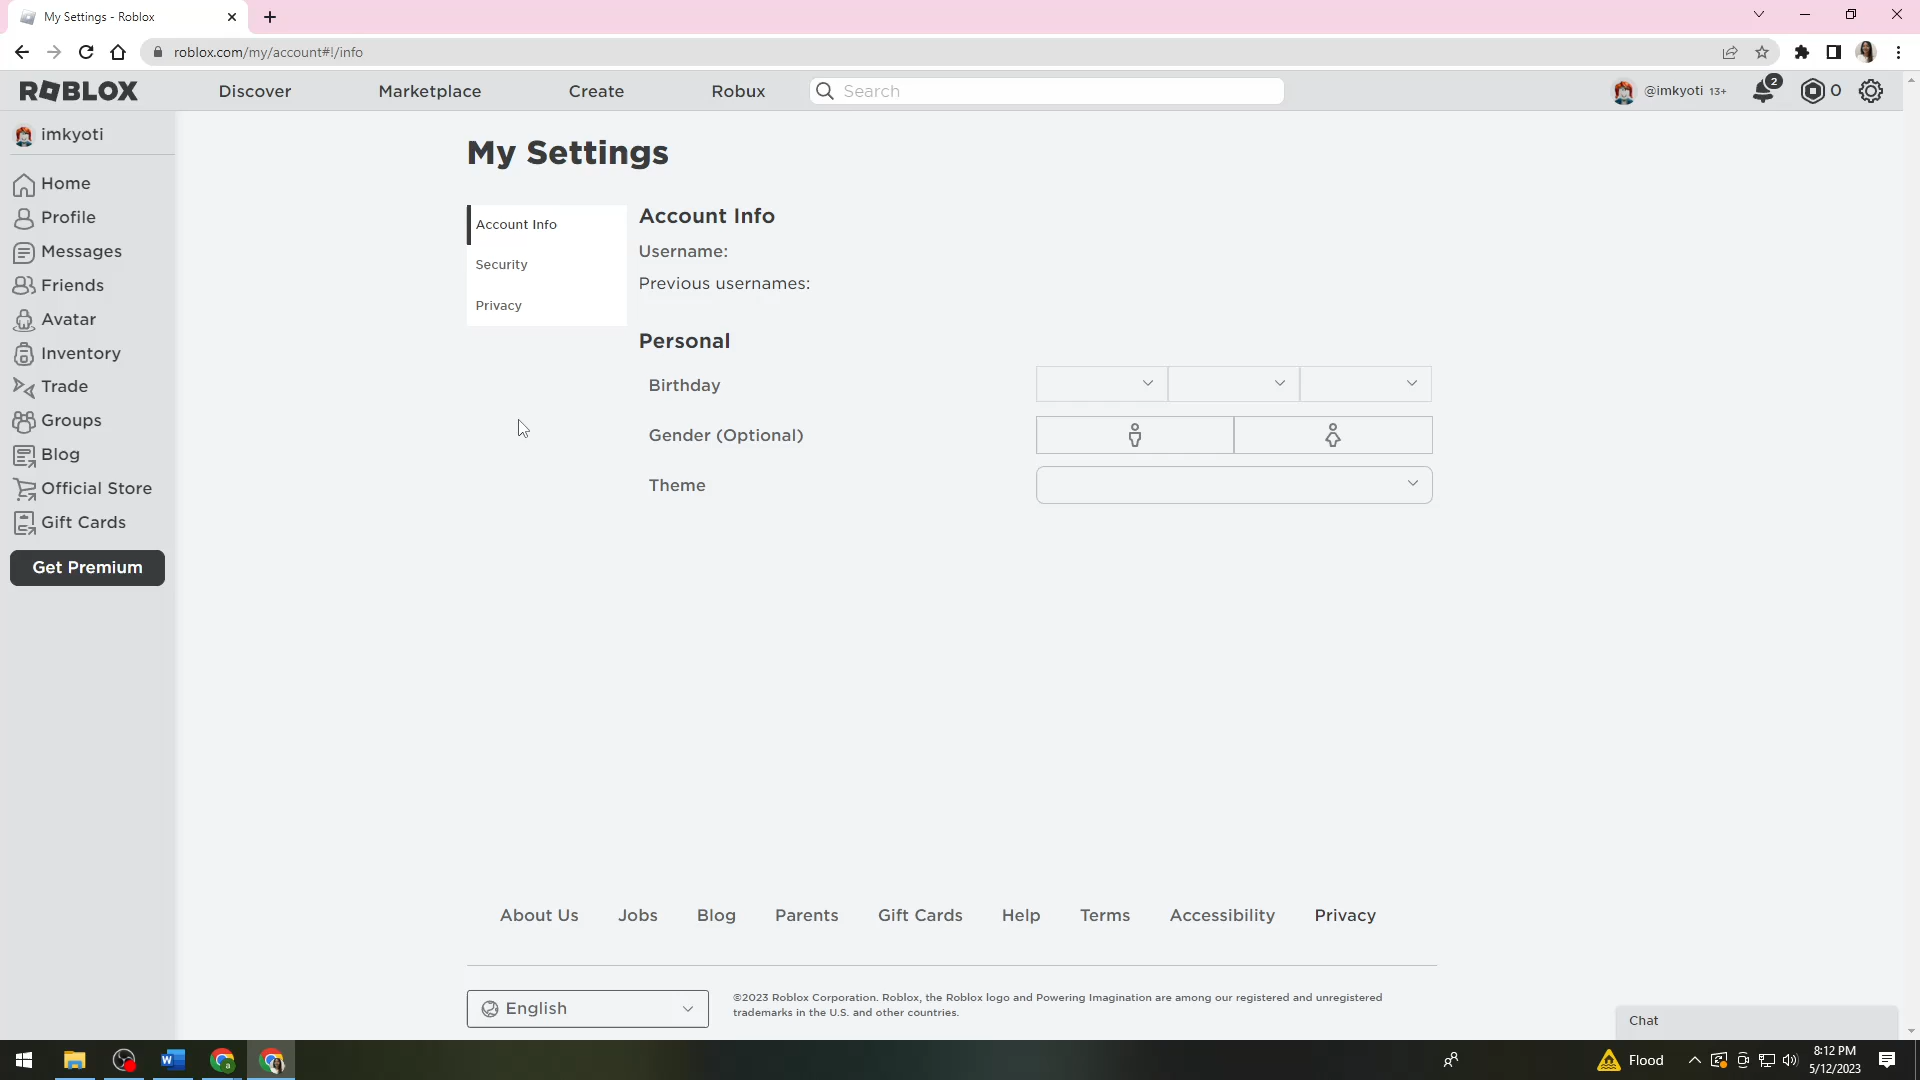 My Settings - Roblox
roblox.com/my/account#!/info
ROBLOX
Discover
Marketplace
Create
Robux
Search
@imkyoti 13+
2
0
imkyoti
Home
Profile
Messages
Friends
Avatar
Inventory
Trade
Groups
Blog
Official Store
Gift Cards
Get Premium
My Settings
Account Info
Security
Privacy
Account Info
Username:
Previous usernames:
Personal
Birthday
Gender (Optional)
Theme
About Us
Jobs
Blog
Parents
Gift Cards
Help
Terms
Accessibility
Privacy
English
©2023 Roblox Corporation. Roblox, the Roblox logo and Powering Imagination are among our registered and unregistered
trademarks in the U.S. and other countries.
Chat
W
a
Flood
8:12 PM
5/12/2023